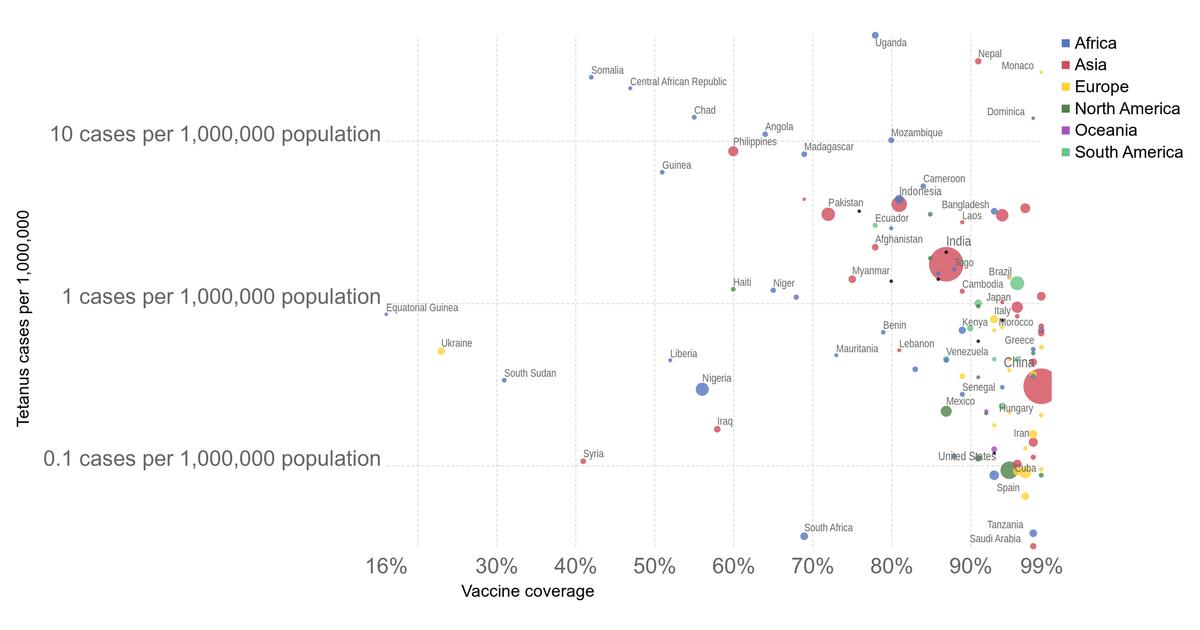 Uganda
Nepal
Monaco
Somalia
Central African Republic
Chad
Dominica
Angola
Mozambique
10 cases per 1,000,000 population
Philippines
Madagascar
Guinea
Cameroon
Indonesia
Pakistan
Bangladesh
Laos
Ecuador
Afghanistan
India
Togo
Myanmar
Brazil
Haiti
Niger
Cambodia
Japan
1 cases per 1,000,000 population
Equatorial Guinea
Italy
Kenya
Morocco
Benin
Ukraine
Lebanon
Greece
Liberia
Mauritania
Venezuela
China
South Sudan
Nigeria
Senegal
Mexico
Hungary
Iraq
Iran
Syria
United States
0.1 cases per 1,000,000 population
Cuba
Spain
South Africa
Tanzania
Saudi Arabia
16%
30%
40%
50%
60%
70%
80%
90%
99%
Vaccine coverage
Tetanus cases per 1,000,000
Africa
Asia
Europe
North America
Oceania
South America